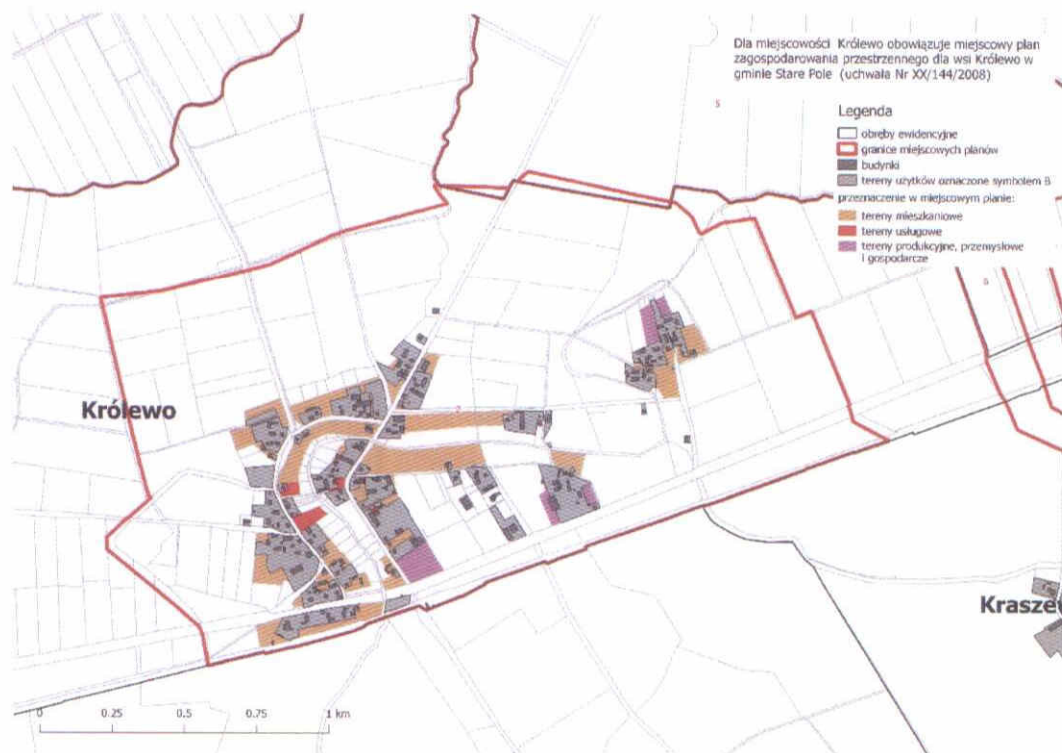 Dla miejscowości Królewo obowiązuje miejscowy plan
zagospodarowania przestrzennego dla wsi Królewo w
gminie Stare Pole (uchwała Nr XX/144/2008)
Legenda
obręby ewidencyjne
granice miejscowych planów
budynki
tereny użytków oznaczone symbolem B
przeznaczenie w miejscowym planie:
tereny mieszkaniowe
tereny usługowe
tereny produkcyjne, przemysłowe
i gospodarcze
Królewo
0 0.25 0.5 0.75 1 km